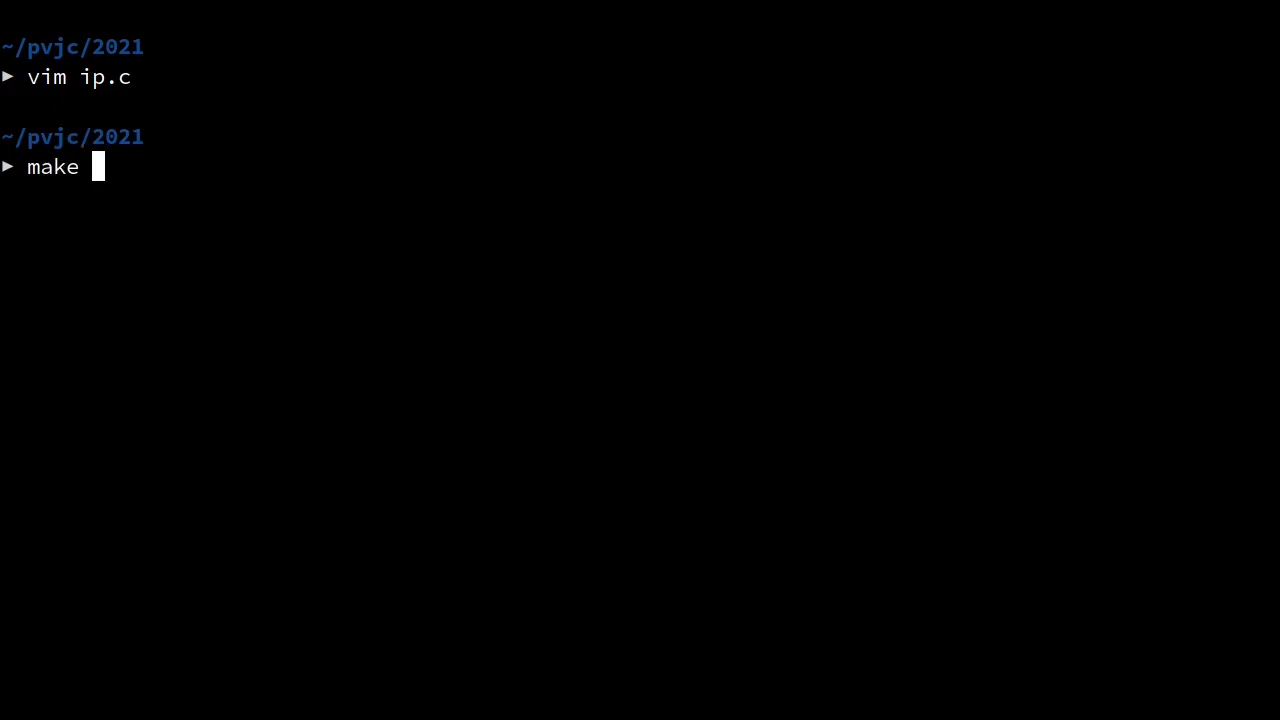 ~/pvjc/2021
▶ vim ip.c
~/pvjc/2021
▶ make